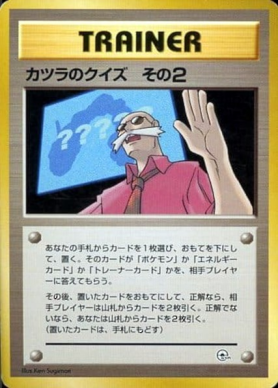 TRAINER
カツラのクイズ その2
?????
あなたの手札からカードを1枚選び、おもてを下にし
て、置く。そのカードが「ポケモン」か「エネルギー
カード」か「トレーナーカード」かを、相手プレイヤ
ーに答えてもらう。
その後、置いたカードをおもてにして、正解なら、相
手プレイヤーは山札からカードを2枚引く。正解でな
いなら、あなたは山札からカードを2枚引く。
(置いたカードは、手札にもどす)
Illus.Ken Sugimori